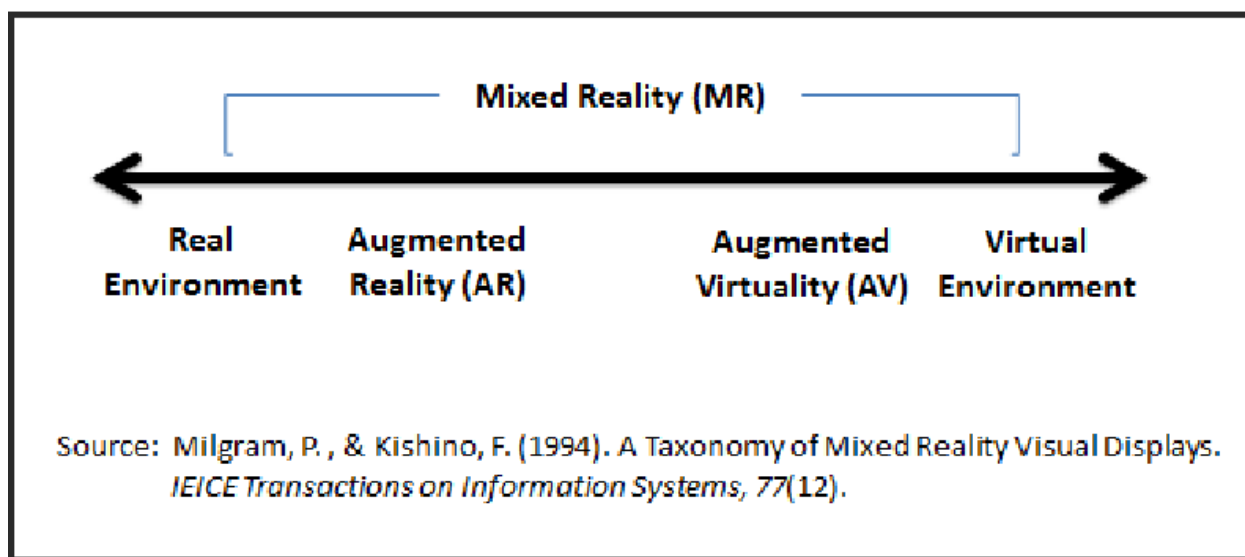 Mixed Reality (MR)
Real Environment
Augmented Reality (AR)
Augmented Virtuality (AV)
Virtual Environment
Source: Milgram, P. , & Kishino, F. (1994). A Taxonomy of Mixed Reality Visual Displays.
IEICE Transactions on Information Systems, 77(12).